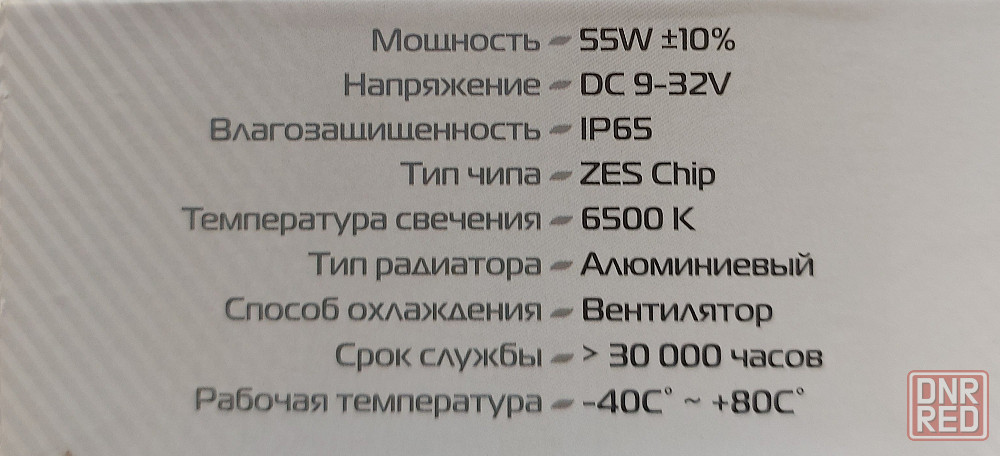 Мощность - 55W ±10%
Напряжение - DC 9-32V
Влагозащищенность - IP65
Тип чипа - ZES Chip
Температура свечения - 6500 K
Тип радиатора - Алюминиевый
Способ охлаждения - Вентилятор
Срок службы - > 30 000 часов
Рабочая температура - -40C° ~ +80C°
DNR
RED